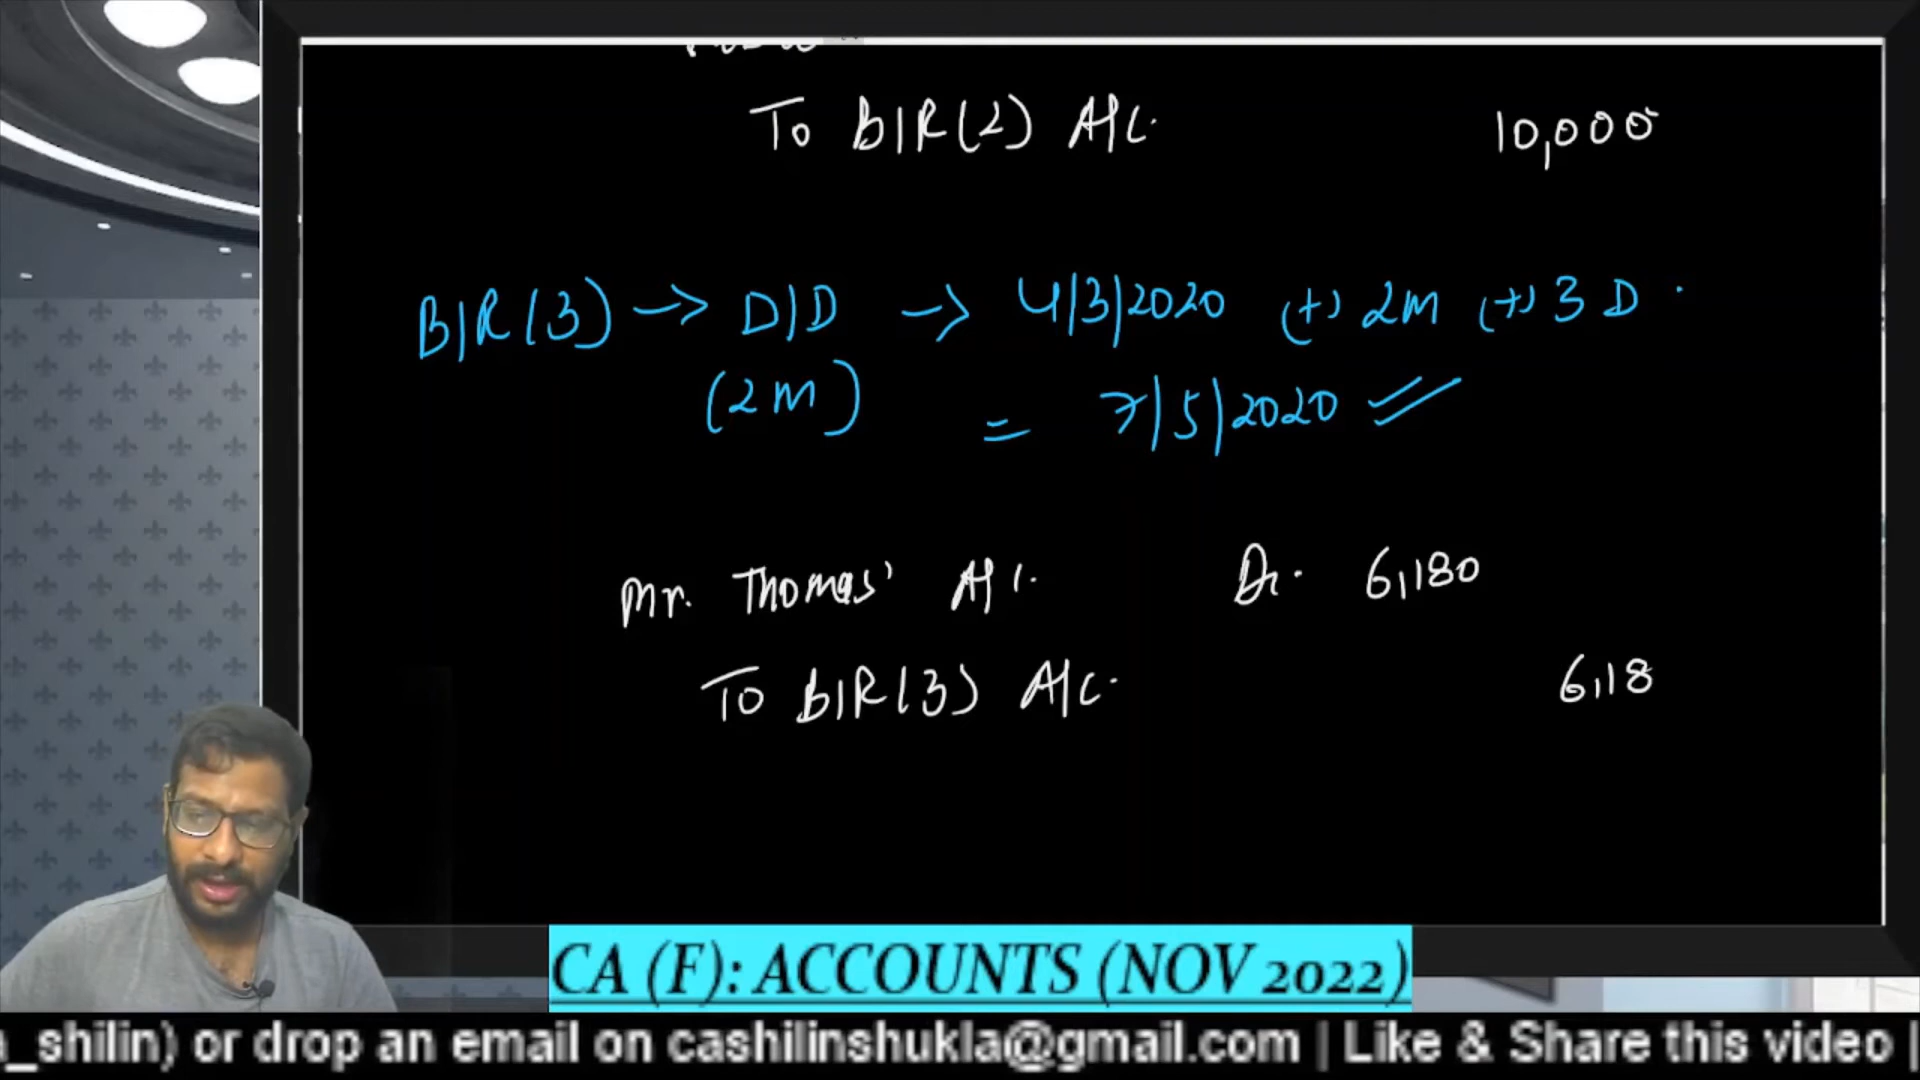 To B/R(2) A/c.	10,000
B/R(3) -> D/D -> 4/3/2020 (+) 2M (+) 3 D.
(2M) = 7/5/2020
Mr. Thomas' A/c. Dr. 6,180
To B/R(3) A/c. 6,18
CA (F): ACCOUNTS (NOV 2022)
_shilin) or drop an email on cashilinshukla@gmail.com | Like & Share this video |